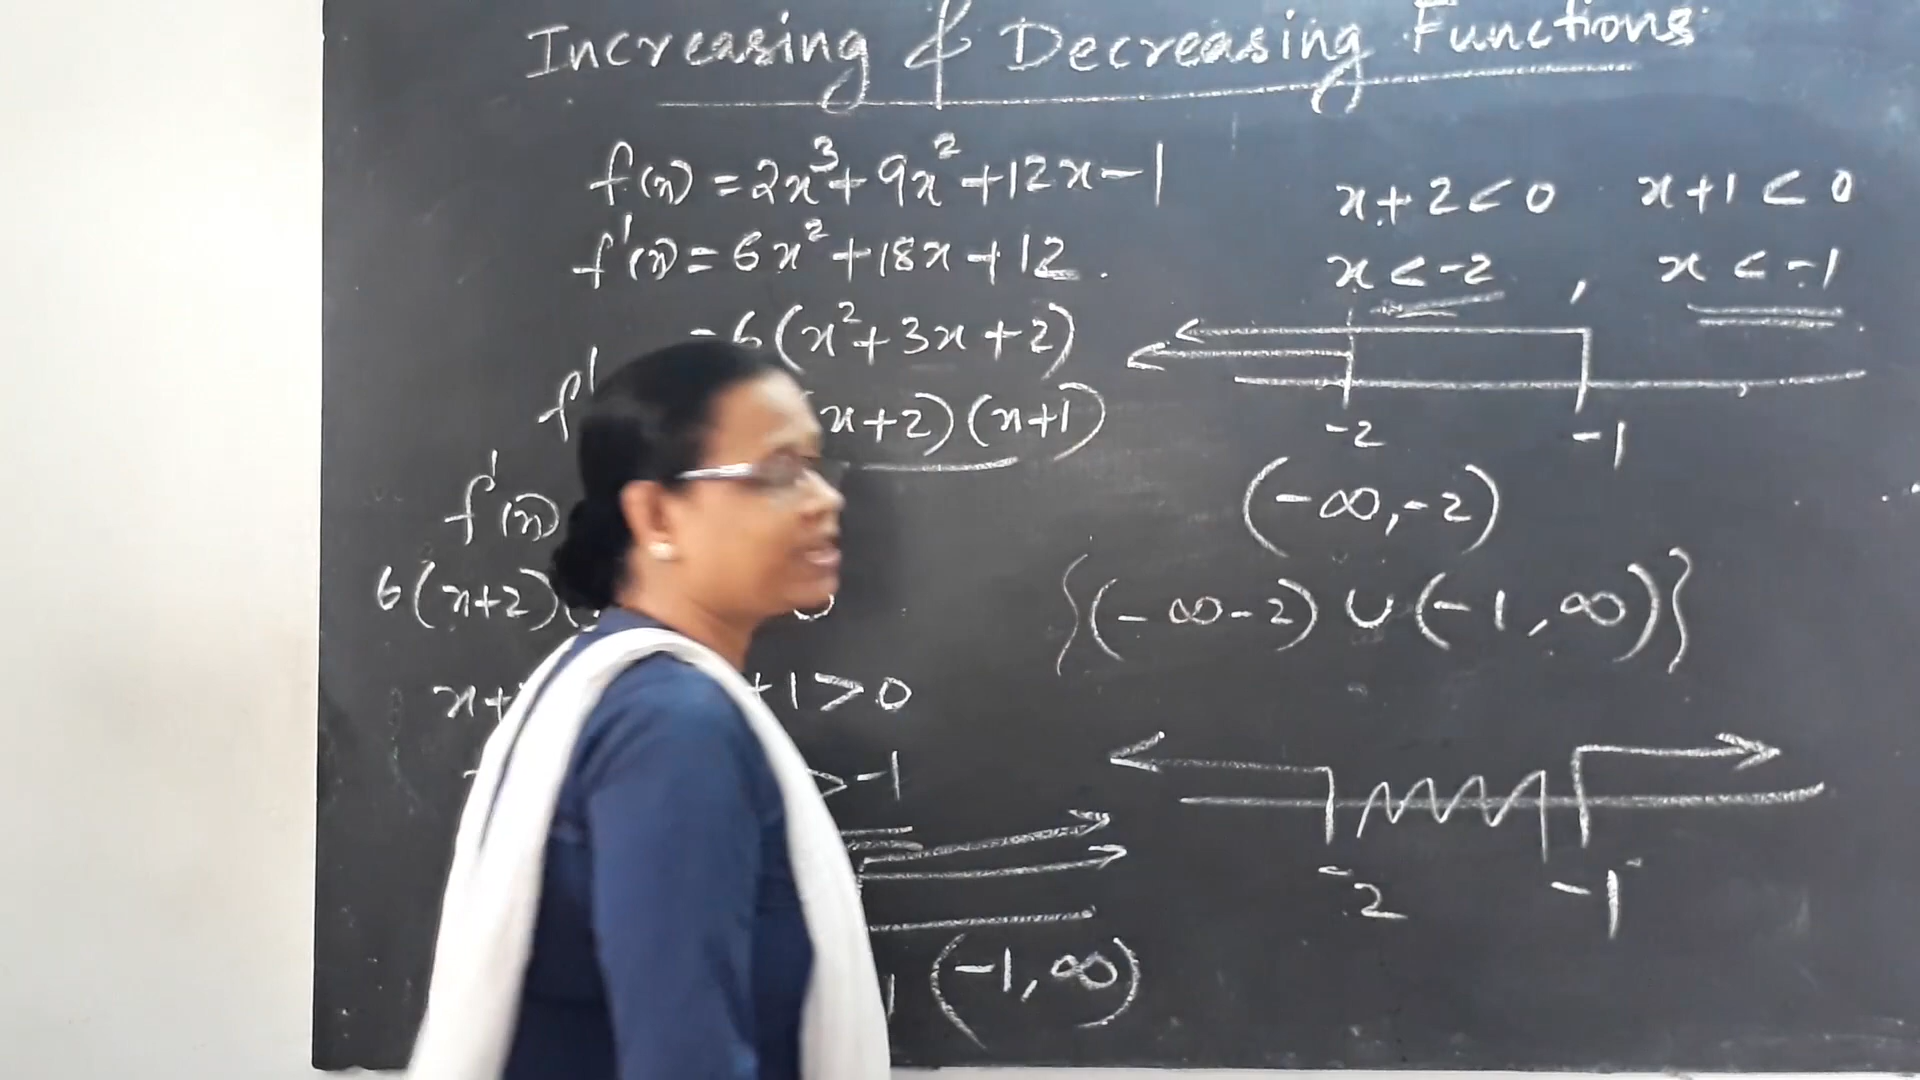 Increasing & Decreasing Functions
f(x) = 2x³ + 9x² + 12x - 1
f'(x) = 6x² + 18x + 12.
= 6(x² + 3x + 2)
f' x+2)(x+1)
f'(x)
6(x+2)( 0
x+ +1 > 0
> -1
(-1, ∞)
x + 2 < 0 x + 1 < 0
x < -2 , x < -1
-2 -1
(-∞, -2)
{(-∞ -2) ∪ (-1, ∞)}
-2 -1